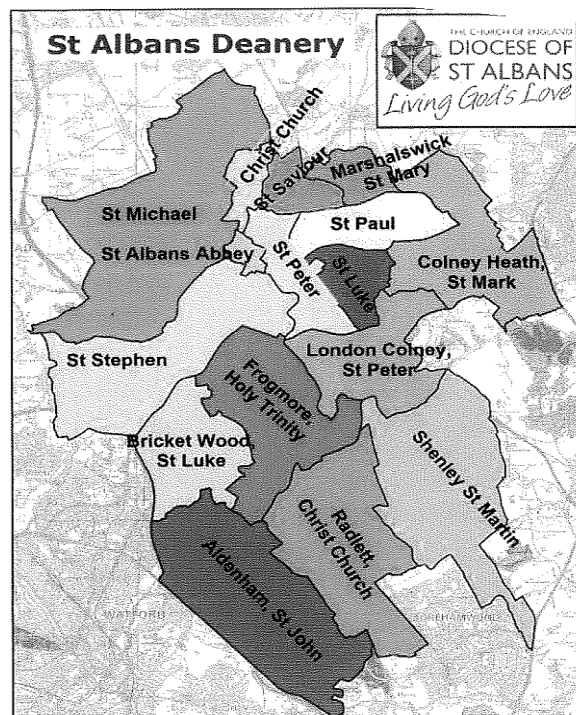 St Albans Deanery
THE CHURCH OF ENGLAND
DIOCESE OF
ST ALBANS
Living God's Love
Christ Church
St Saviour
Marshalswick
St Mary
St Michael
St Paul
St Albans Abbey
St Peter
St Luke
Colney Heath,
St Mark
St Stephen
London Colney,
St Peter
Frogmore,
Holy Trinity
Bricket Wood,
St Luke
Shenley St Martin
Radlett,
Christ Church
Aldenham, St John
WATFORD